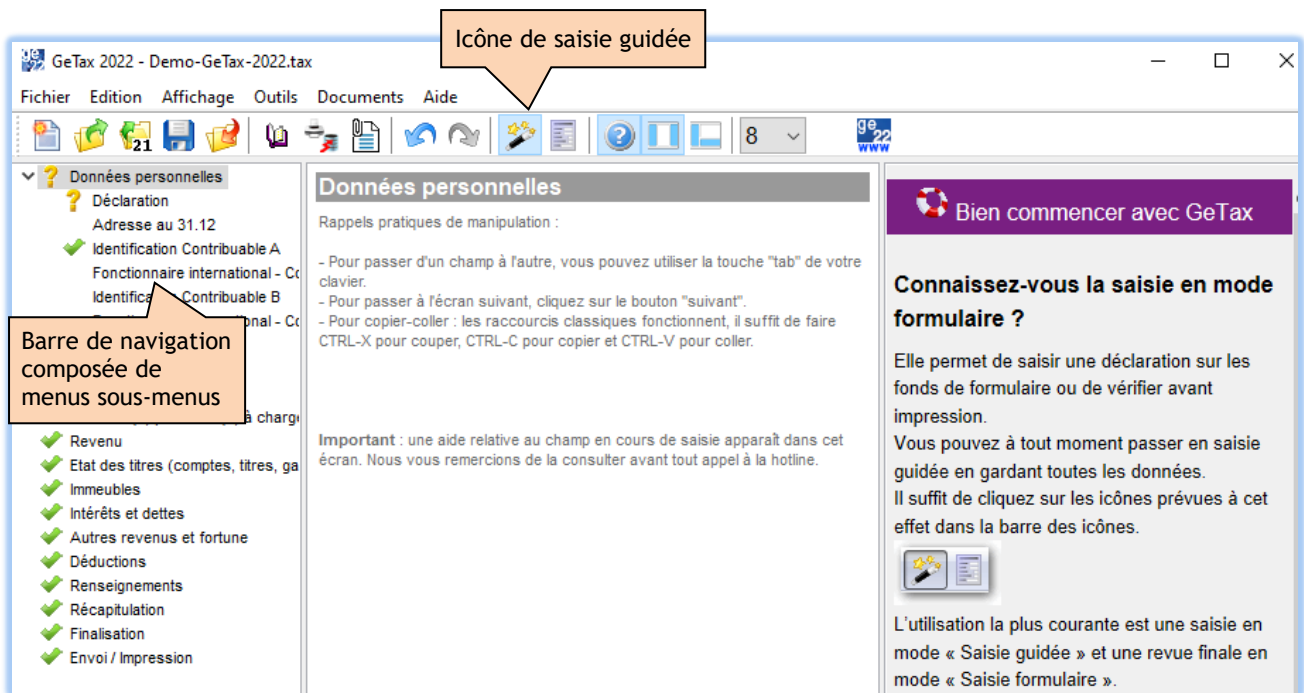 Icône de saisie guidée
GeTax 2022 - Demo-GeTax-2022.tax
Fichier Edition Affichage Outils Documents Aide
21
8
ge
22
www
Données personnelles
Déclaration
Adresse au 31.12
Identification Contribuable A
Fonctionnaire international - Co
Identifica Contribuable B
onal - Co
Barre de navigation
composée de
menus sous-menus
à charge
Revenu
Etat des titres (comptes, titres, ga
Immeubles
Intérêts et dettes
Autres revenus et fortune
Déductions
Renseignements
Récapitulation
Finalisation
Envoi / Impression
Données personnelles
Rappels pratiques de manipulation :
- Pour passer d'un champ à l'autre, vous pouvez utiliser la touche "tab" de votre
clavier.
- Pour passer à l'écran suivant, cliquez sur le bouton "suivant".
- Pour copier-coller : les raccourcis classiques fonctionnent, il suffit de faire
CTRL-X pour couper, CTRL-C pour copier et CTRL-V pour coller.
Important : une aide relative au champ en cours de saisie apparaît dans cet
écran. Nous vous remercions de la consulter avant tout appel à la hotline.
Bien commencer avec GeTax
Connaissez-vous la saisie en mode
formulaire ?
Elle permet de saisir une déclaration sur les
fonds de formulaire ou de vérifier avant
impression.
Vous pouvez à tout moment passer en saisie
guidée en gardant toutes les données.
Il suffit de cliquez sur les icônes prévues à cet
effet dans la barre des icônes.
L'utilisation la plus courante est une saisie en
mode « Saisie guidée » et une revue finale en
mode « Saisie formulaire ».